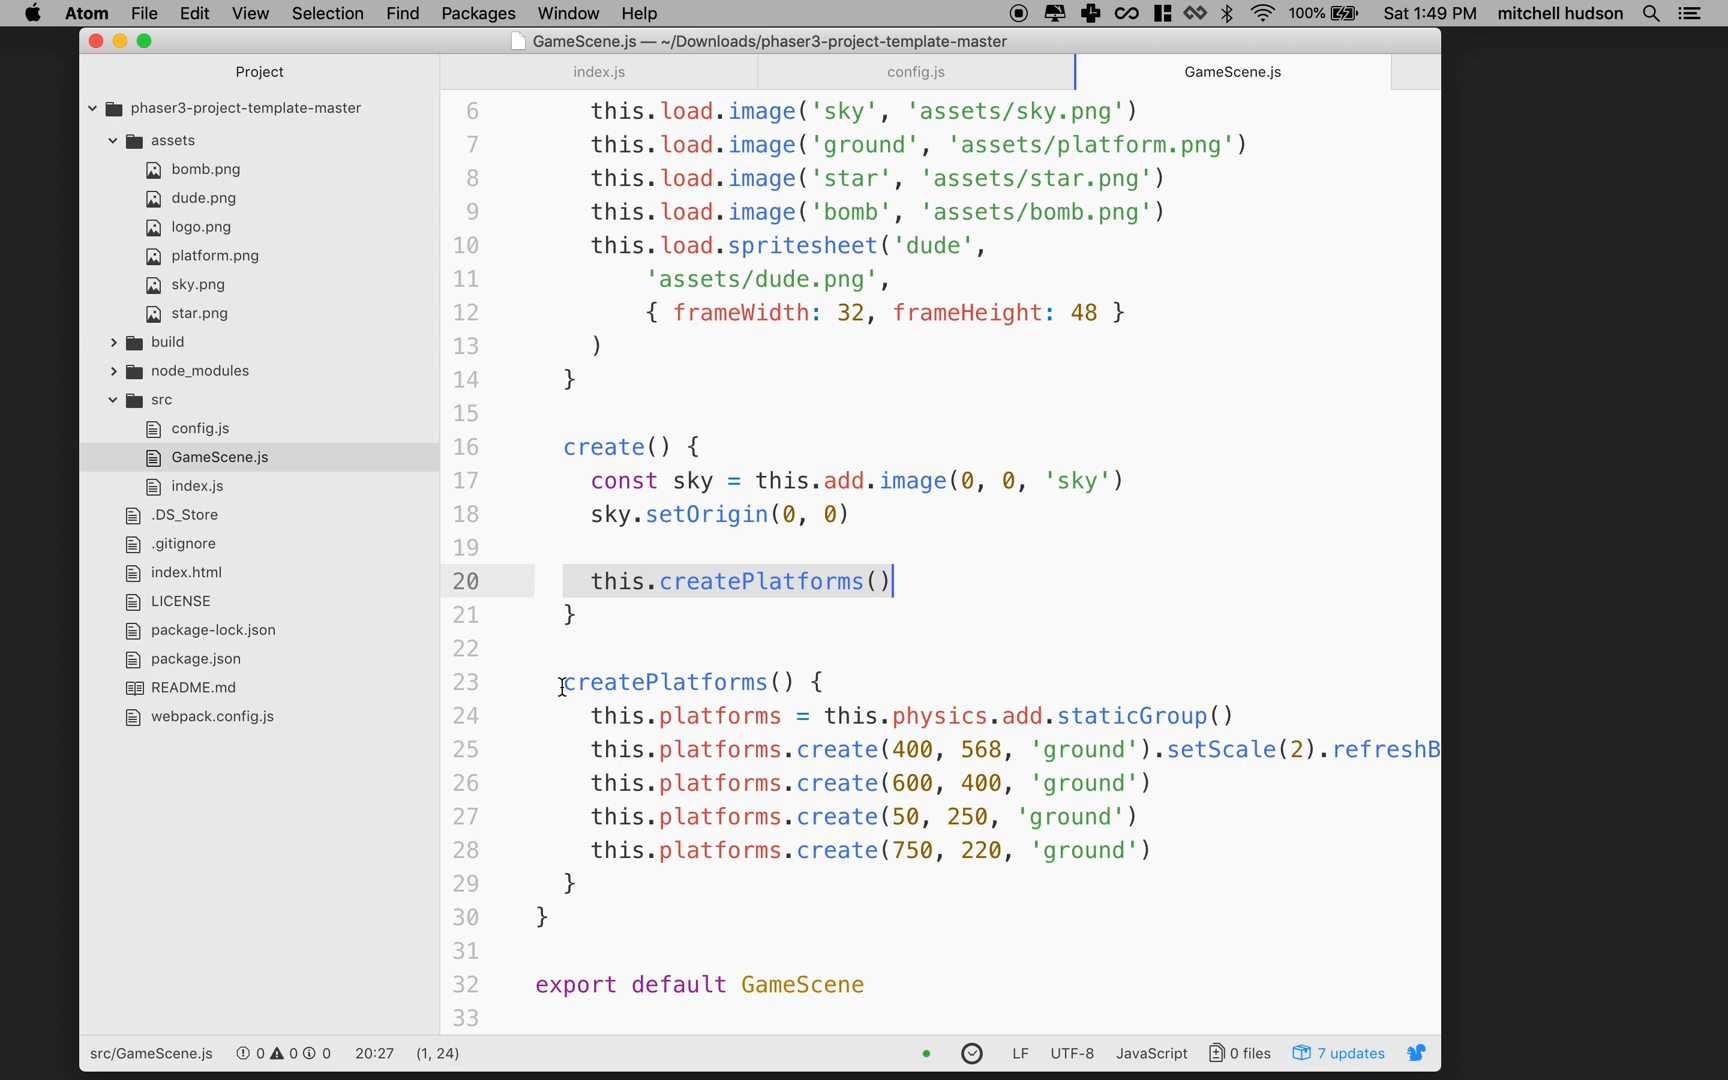 Atom File Edit View Selection Find Packages Window Help 100% Sat 1:49 PM mitchell hudson
GameScene.js — ~/Downloads/phaser3-project-template-master
Project
index.js config.js GameScene.js
phaser3-project-template-master
assets
bomb.png
dude.png
logo.png
platform.png
sky.png
star.png
build
node_modules
src
config.js
GameScene.js
index.js
.DS_Store
.gitignore
index.html
LICENSE
package-lock.json
package.json
README.md
webpack.config.js
6 this.load.image('sky', 'assets/sky.png')
7 this.load.image('ground', 'assets/platform.png')
8 this.load.image('star', 'assets/star.png')
9 this.load.image('bomb', 'assets/bomb.png')
10 this.load.spritesheet('dude',
11 'assets/dude.png',
12 { frameWidth: 32, frameHeight: 48 }
13 )
14 }
15
16 create() {
17 const sky = this.add.image(0, 0, 'sky')
18 sky.setOrigin(0, 0)
19
20 this.createPlatforms()
21 }
22
23 createPlatforms() {
24 this.platforms = this.physics.add.staticGroup()
25 this.platforms.create(400, 568, 'ground').setScale(2).refreshB
26 this.platforms.create(600, 400, 'ground')
27 this.platforms.create(50, 250, 'ground')
28 this.platforms.create(750, 220, 'ground')
29 }
30 }
31
32 export default GameScene
33
src/GameScene.js 0 0 0 20:27 (1, 24) LF UTF-8 JavaScript 0 files 7 updates